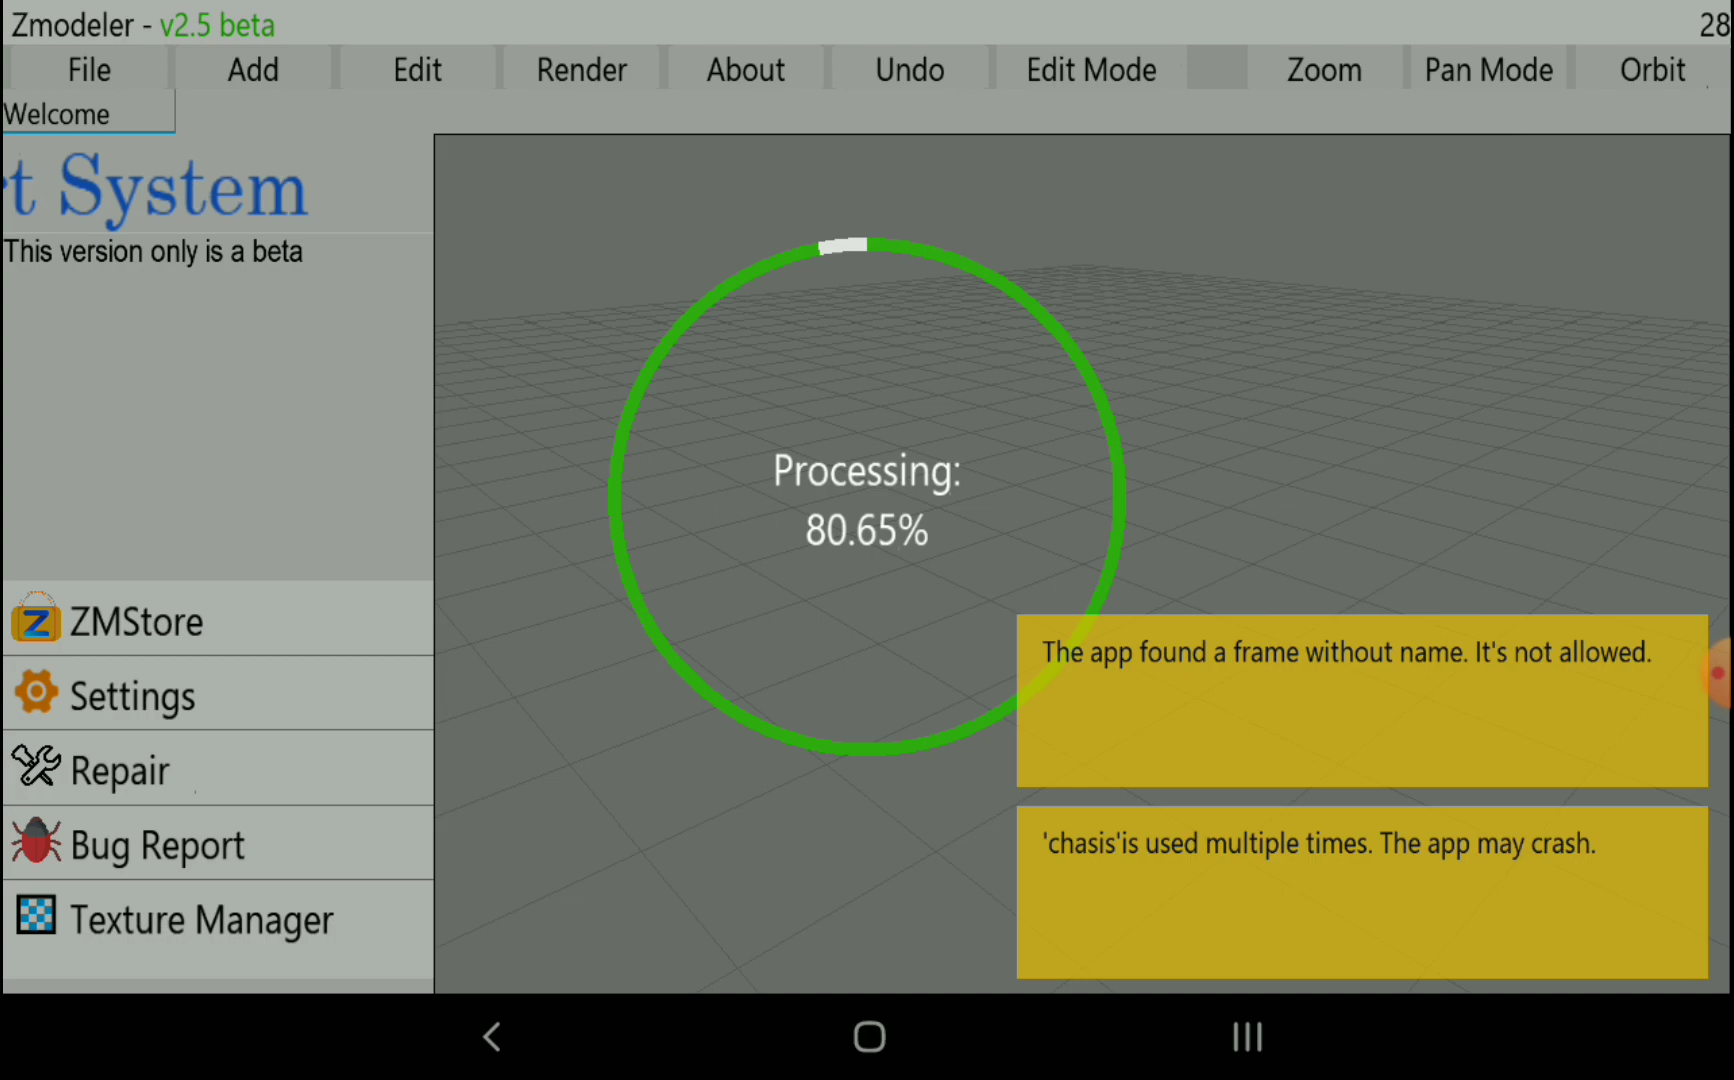 Zmodeler - v2.5 beta
28
File Add Edit Render About Undo Edit Mode Zoom Pan Mode Orbit
Welcome
t System
This version only is a beta
Processing:
80.65%
ZMStore
Settings
Repair
Bug Report
Texture Manager
The app found a frame without name. It's not allowed.
'chasis'is used multiple times. The app may crash.